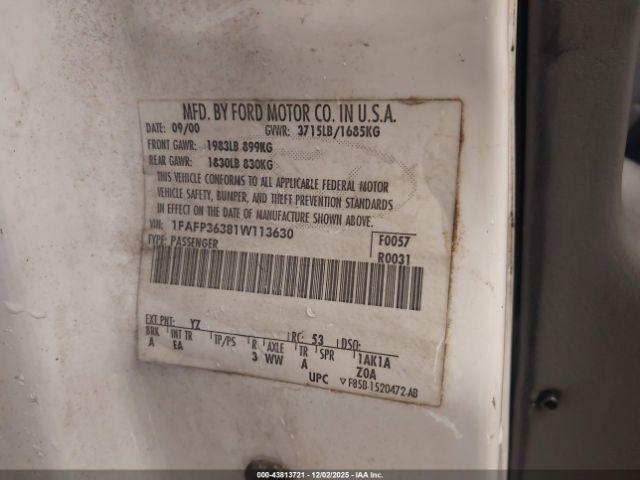 MFD. BY FORD MOTOR CO. IN U.S.A.
DATE: 09/00 GVWR: 3715LB/1685KG
FRONT GAWR: 1983LB 899KG
REAR GAWR: 1830LB 830KG
THIS VEHICLE CONFORMS TO ALL APPLICABLE FEDERAL MOTOR
VEHICLE SAFETY, BUMPER, AND THEFT PREVENTION STANDARDS
IN EFFECT ON THE DATE OF MANUFACTURE SHOWN ABOVE.
VIN: 1FAFP36381W113630 F0057
TYPE: PASSENGER R0031
EXT PNT: YZ RC: 53 DSO:
BRK INT TR TP/PS R AXLE TR SPR 1AK1A
A EA 3 WW A Z0A
UPC F85B 1520472 AB
000-43813721 - 12/02/2025 - IAA Inc.